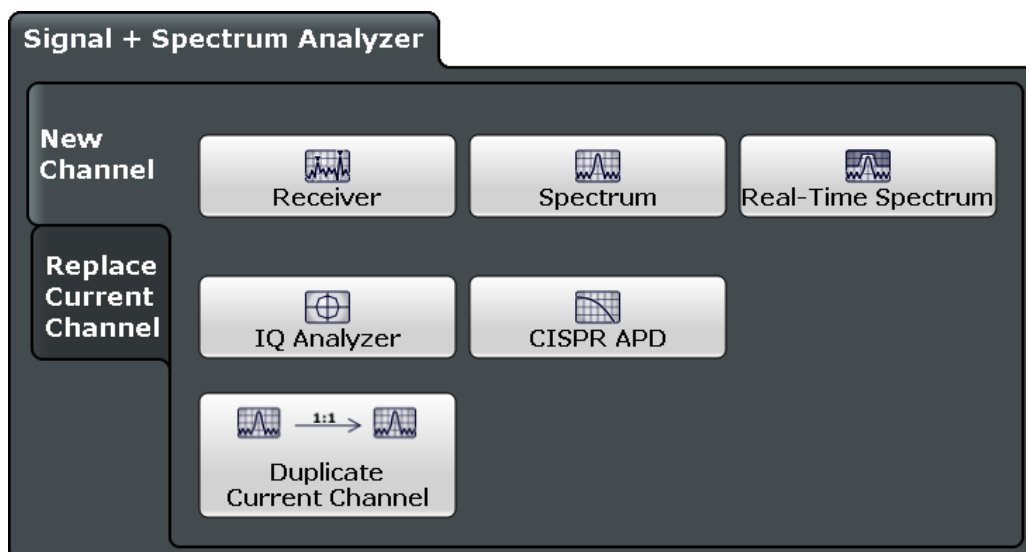 Signal + Spectrum Analyzer
New
Channel
Receiver
Spectrum
Real-Time Spectrum
Replace
Current
Channel
IQ Analyzer
CISPR APD
1:1
Duplicate
Current Channel